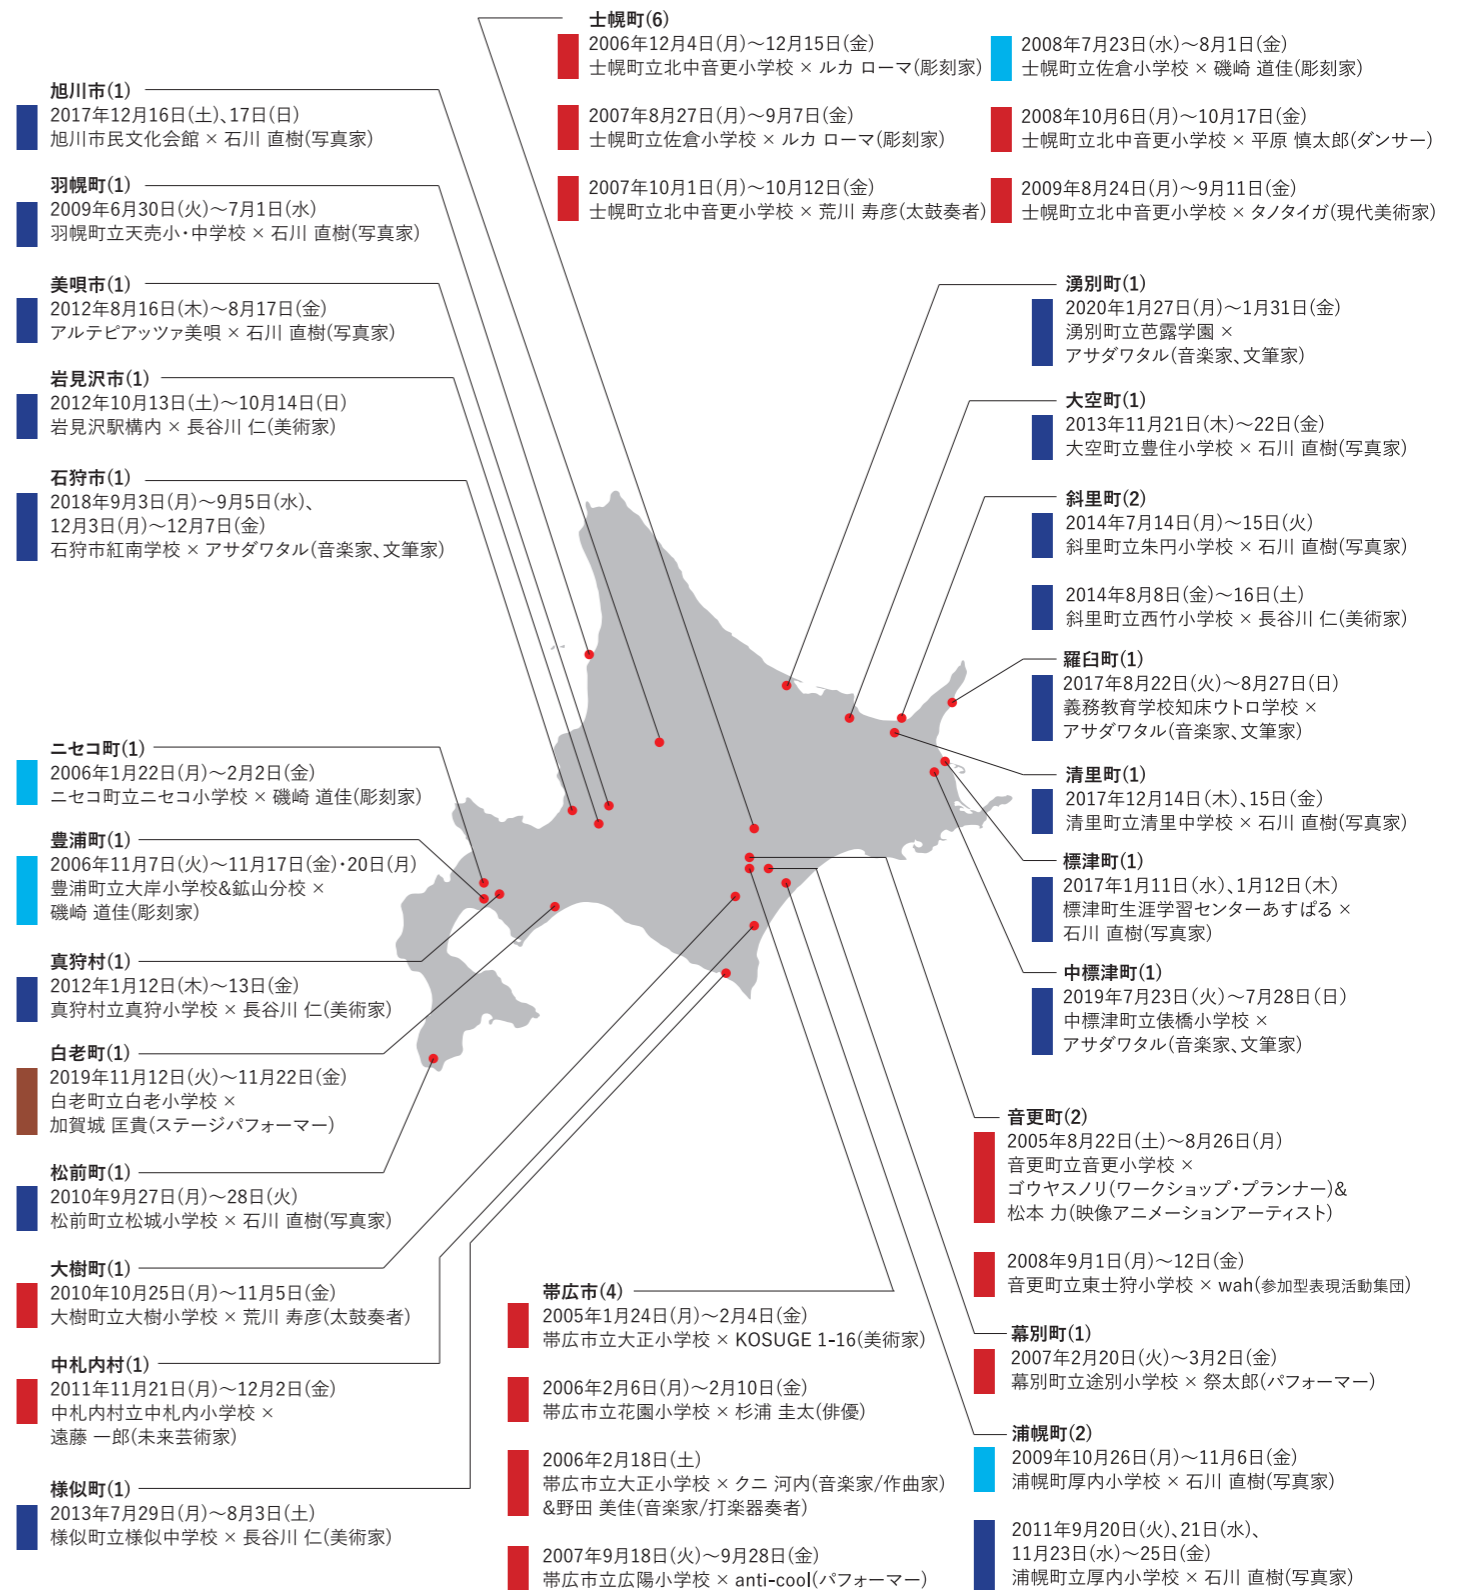 士幌町(6)
2006年12月4日(月)～12月15日(金)
士幌町立北中音更小学校 × ルカ ローマ(彫刻家)
2007年8月27日(月)～9月7日(金)
士幌町立佐倉小学校 × ルカ ローマ(彫刻家)
2007年10月1日(月)～10月12日(金)
士幌町立北中音更小学校 × 荒川 寿彦(太鼓奏者)
2008年7月23日(水)～8月1日(金)
士幌町立佐倉小学校 × 磯崎 道佳(彫刻家)
2008年10月6日(月)～10月17日(金)
士幌町立北中音更小学校 × 平原 慎太郎(ダンサー)
2009年8月24日(月)～9月11日(金)
士幌町立北中音更小学校 × タノタイガ(現代美術家)
旭川市(1)
2017年12月16日(土)、17日(日)
旭川市民文化会館 × 石川 直樹(写真家)
羽幌町(1)
2009年6月30日(火)～7月1日(水)
羽幌町立天売小・中学校 × 石川 直樹(写真家)
美唄市(1)
2012年8月16日(木)～8月17日(金)
アルテピアッツァ美唄 × 石川 直樹(写真家)
岩見沢市(1)
2012年10月13日(土)～10月14日(日)
岩見沢駅構内 × 長谷川 仁(美術家)
石狩市(1)
2018年9月3日(月)～9月5日(水)、
12月3日(月)～12月7日(金)
石狩市紅南学校 × アサダワタル(音楽家、文筆家)
ニセコ町(1)
2006年1月22日(月)～2月2日(金)
ニセコ町立ニセコ小学校 × 磯崎 道佳(彫刻家)
豊浦町(1)
2006年11月7日(火)～11月17日(金)・20日(月)
豊浦町立大岸小学校&鉱山分校 ×
磯崎 道佳(彫刻家)
真狩村(1)
2012年1月12日(木)～13日(金)
真狩村立真狩小学校 × 長谷川 仁(美術家)
白老町(1)
2019年11月12日(火)～11月22日(金)
白老町立白老小学校 ×
加賀城 匡貴(ステージパフォーマー)
松前町(1)
2010年9月27日(月)～28日(火)
松前町立松城小学校 × 石川 直樹(写真家)
大樹町(1)
2010年10月25日(月)～11月5日(金)
大樹町立大樹小学校 × 荒川 寿彦(太鼓奏者)
中札内村(1)
2011年11月21日(月)～12月2日(金)
中札内村立中札内小学校 ×
遠藤 一郎(未来芸術家)
様似町(1)
2013年7月29日(月)～8月3日(土)
様似町立様似中学校 × 長谷川 仁(美術家)
帯広市(4)
2005年1月24日(月)～2月4日(金)
帯広市立大正小学校 × KOSUGE 1-16(美術家)
2006年2月6日(月)～2月10日(金)
帯広市立花園小学校 × 杉浦 圭太(俳優)
2006年2月18日(土)
帯広市立大正小学校 × クニ 河内(音楽家/作曲家)
&野田 美佳(音楽家/打楽器奏者)
2007年9月18日(火)～9月28日(金)
帯広市立広陽小学校 × anti-cool(パフォーマー)
湧別町(1)
2020年1月27日(月)～1月31日(金)
湧別町立芭露学園 ×
アサダワタル(音楽家、文筆家)
大空町(1)
2013年11月21日(木)～22日(金)
大空町立豊住小学校 × 石川 直樹(写真家)
斜里町(2)
2014年7月14日(月)～15日(火)
斜里町立朱円小学校 × 石川 直樹(写真家)
2014年8月8日(金)～16日(土)
斜里町立西竹小学校 × 長谷川 仁(美術家)
羅臼町(1)
2017年8月22日(火)～8月27日(日)
義務教育学校知床ウトロ学校 ×
アサダワタル(音楽家、文筆家)
清里町(1)
2017年12月14日(木)、15日(金)
清里町立清里中学校 × 石川 直樹(写真家)
標津町(1)
2017年1月11日(水)、1月12日(木)
標津町生涯学習センターあすぱる ×
石川 直樹(写真家)
中標津町(1)
2019年7月23日(火)～7月28日(日)
中標津町立俵橋小学校 ×
アサダワタル(音楽家、文筆家)
音更町(2)
2005年8月22日(土)～8月26日(月)
音更町立音更小学校 ×
ゴウヤスノリ(ワークショップ・プランナー)&
松本 力(映像アニメーションアーティスト)
2008年9月1日(月)～12日(金)
音更町立東士狩小学校 × wah(参加型表現活動集団)
幕別町(1)
2007年2月20日(火)～3月2日(金)
幕別町立途別小学校 × 祭太郎(パフォーマー)
浦幌町(2)
2009年10月26日(月)～11月6日(金)
浦幌町厚内小学校 × 石川 直樹(写真家)
2011年9月20日(火)、21日(水)、
11月23日(水)～25日(金)
浦幌町立厚内小学校 × 石川 直樹(写真家)